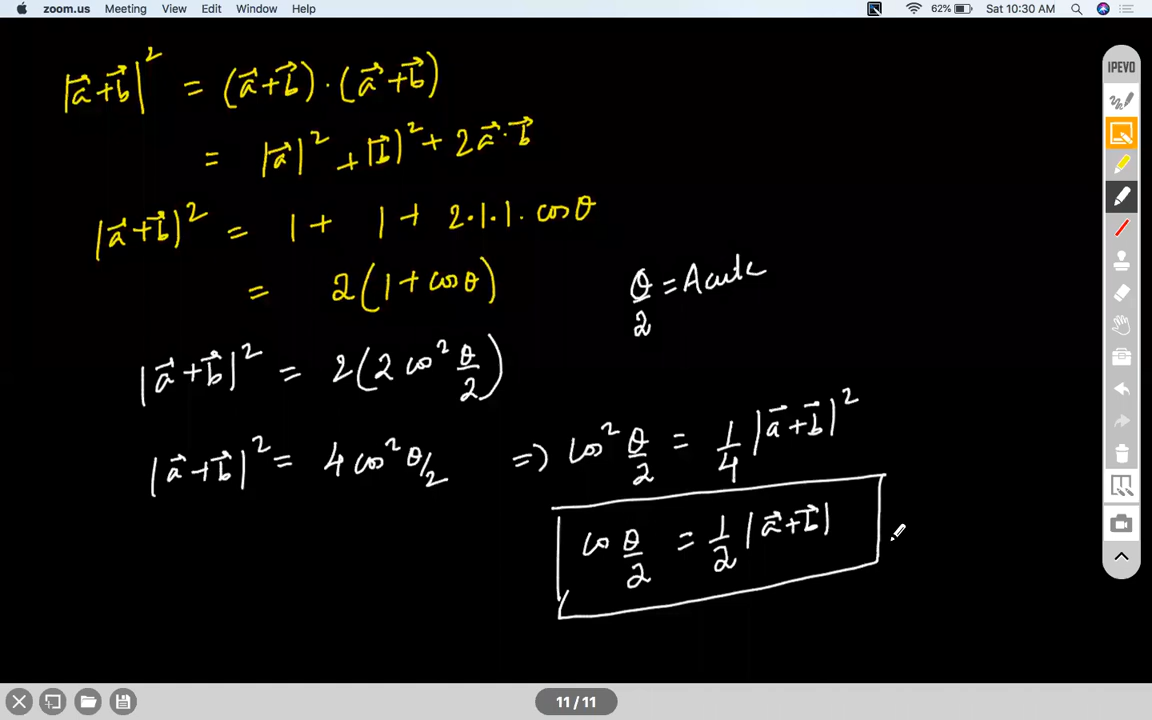 zoom.us Meeting View Edit Window Help 62% Sat 10:30 AM
IPEVO
|a⃗+b⃗|² = (a⃗+b⃗)·(a⃗+b⃗)
= |a⃗|² + |b⃗|² + 2a⃗·b⃗
|a⃗+b⃗|² = 1 + 1 + 2·1·1·cosθ
= 2(1+cosθ)
θ/2 = Acute
|a⃗+b⃗|² = 2(2cos² θ/2)
|a⃗+b⃗|² = 4cos² θ/2 => cos² θ/2 = 1/4 |a⃗+b⃗|²
cos θ/2 = 1/2 |a⃗+b⃗|
11/11